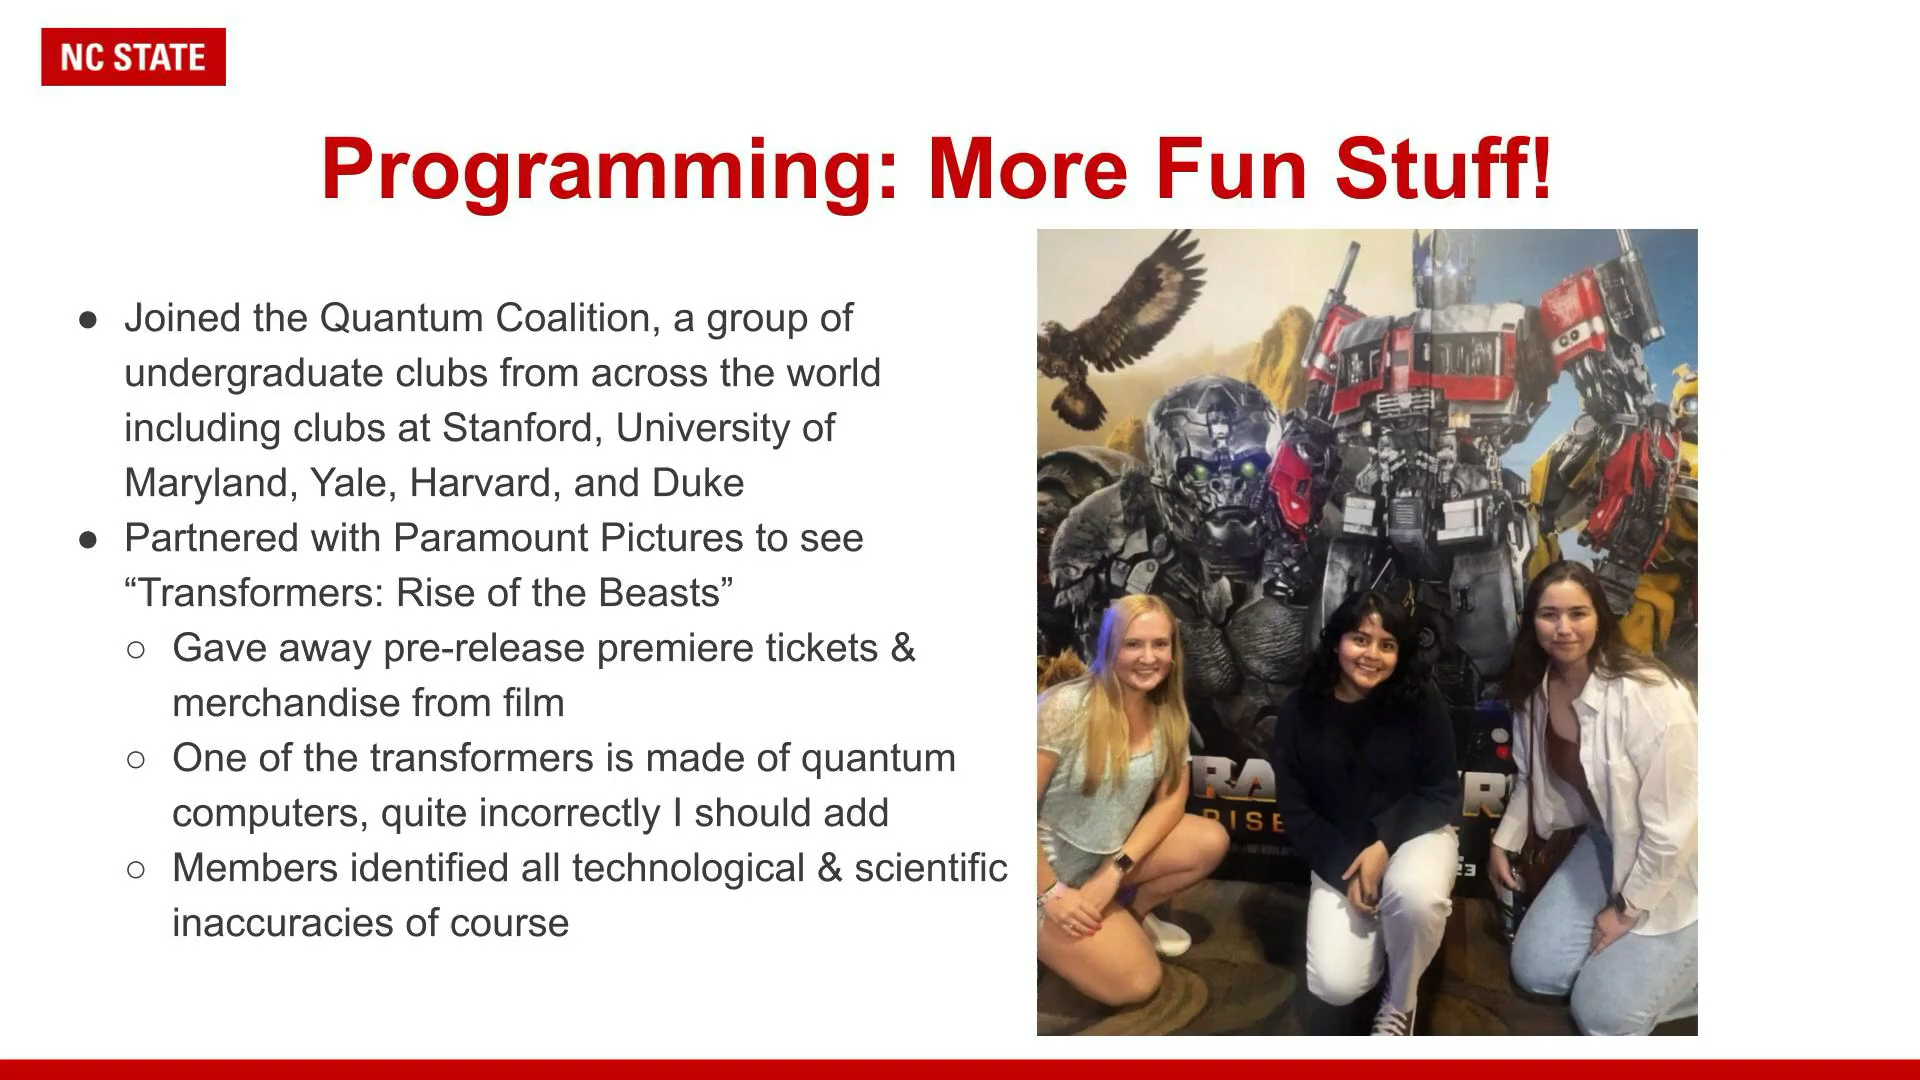 NC STATE
Programming: More Fun Stuff!
● Joined the Quantum Coalition, a group of
undergraduate clubs from across the world
including clubs at Stanford, University of
Maryland, Yale, Harvard, and Duke
● Partnered with Paramount Pictures to see
“Transformers: Rise of the Beasts”
○ Gave away pre-release premiere tickets &
merchandise from film
○ One of the transformers is made of quantum
computers, quite incorrectly I should add
○ Members identified all technological & scientific
inaccuracies of course
RISE